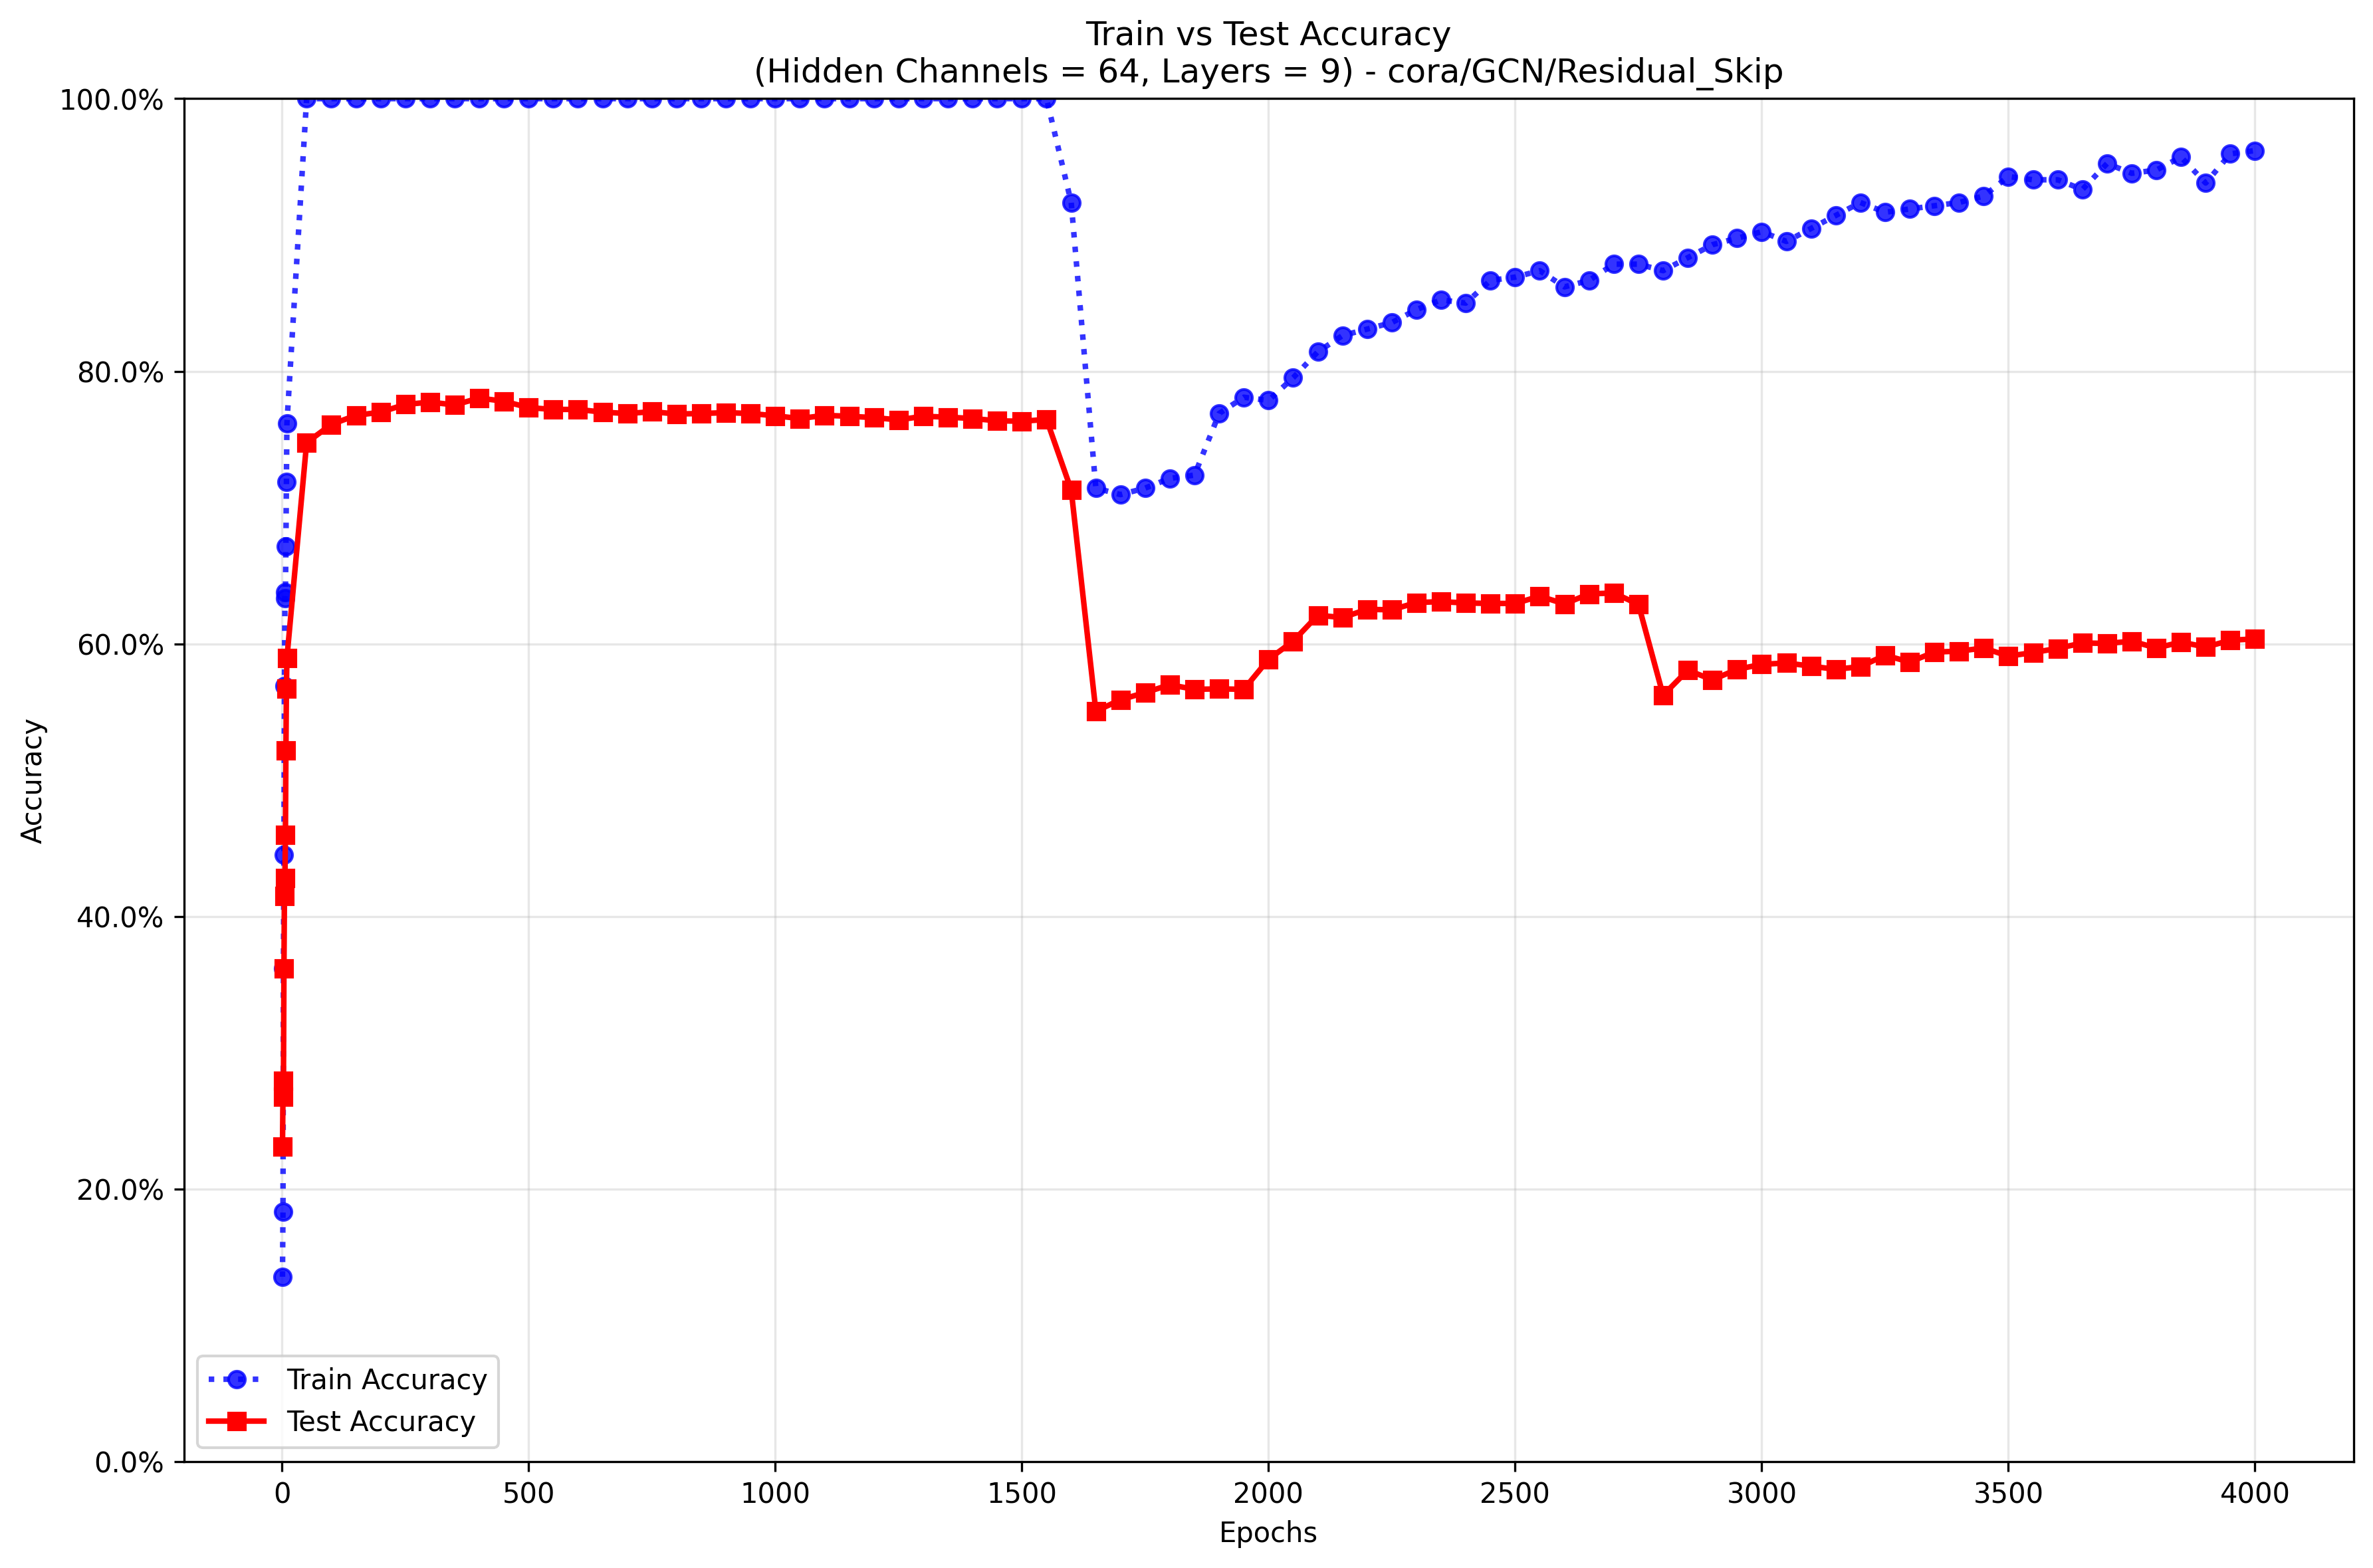 Train vs Test Accuracy
(Hidden Channels = 64, Layers = 9) - cora/GCN/Residual_Skip
100.0%
80.0%
60.0%
40.0%
20.0%
0.0%
Accuracy
Train Accuracy
Test Accuracy
0
500
1000
1500
2000
2500
3000
3500
4000
Epochs